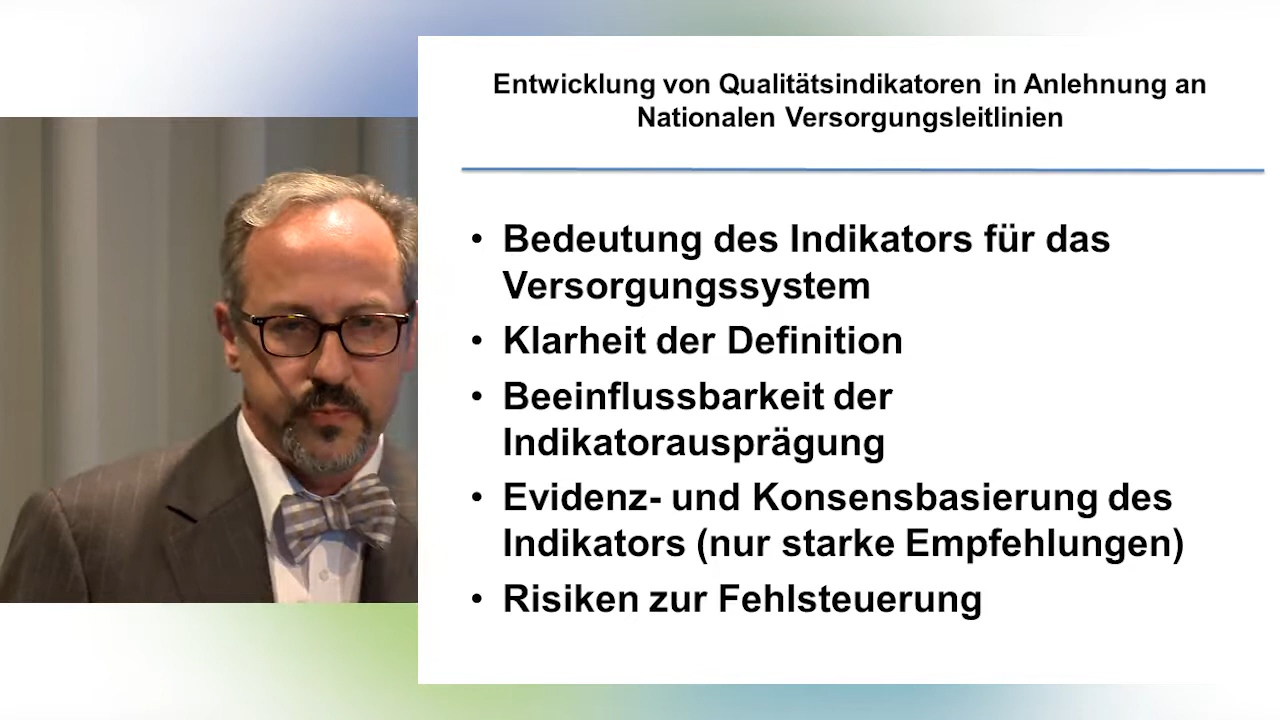 Entwicklung von Qualitätsindikatoren in Anlehnung an
Nationalen Versorgungsleitlinien
• Bedeutung des Indikators für das
Versorgungssystem
• Klarheit der Definition
• Beeinflussbarkeit der
Indikatorausprägung
• Evidenz- und Konsensbasierung des
Indikators (nur starke Empfehlungen)
• Risiken zur Fehlsteuerung